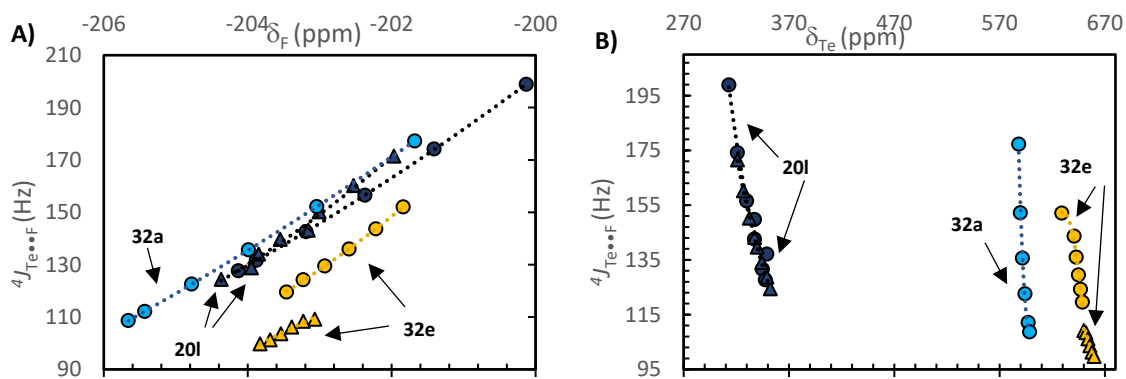 A)
-206 -204 -202 -200
δF (ppm)
210
190
170
150
130
110
90
⁴JTe••F (Hz)
32a
20l
32e
B)
270 370 470 570 670
δTe (ppm)
195
175
155
135
115
95
⁴JTe••F (Hz)
20l
32e
32a